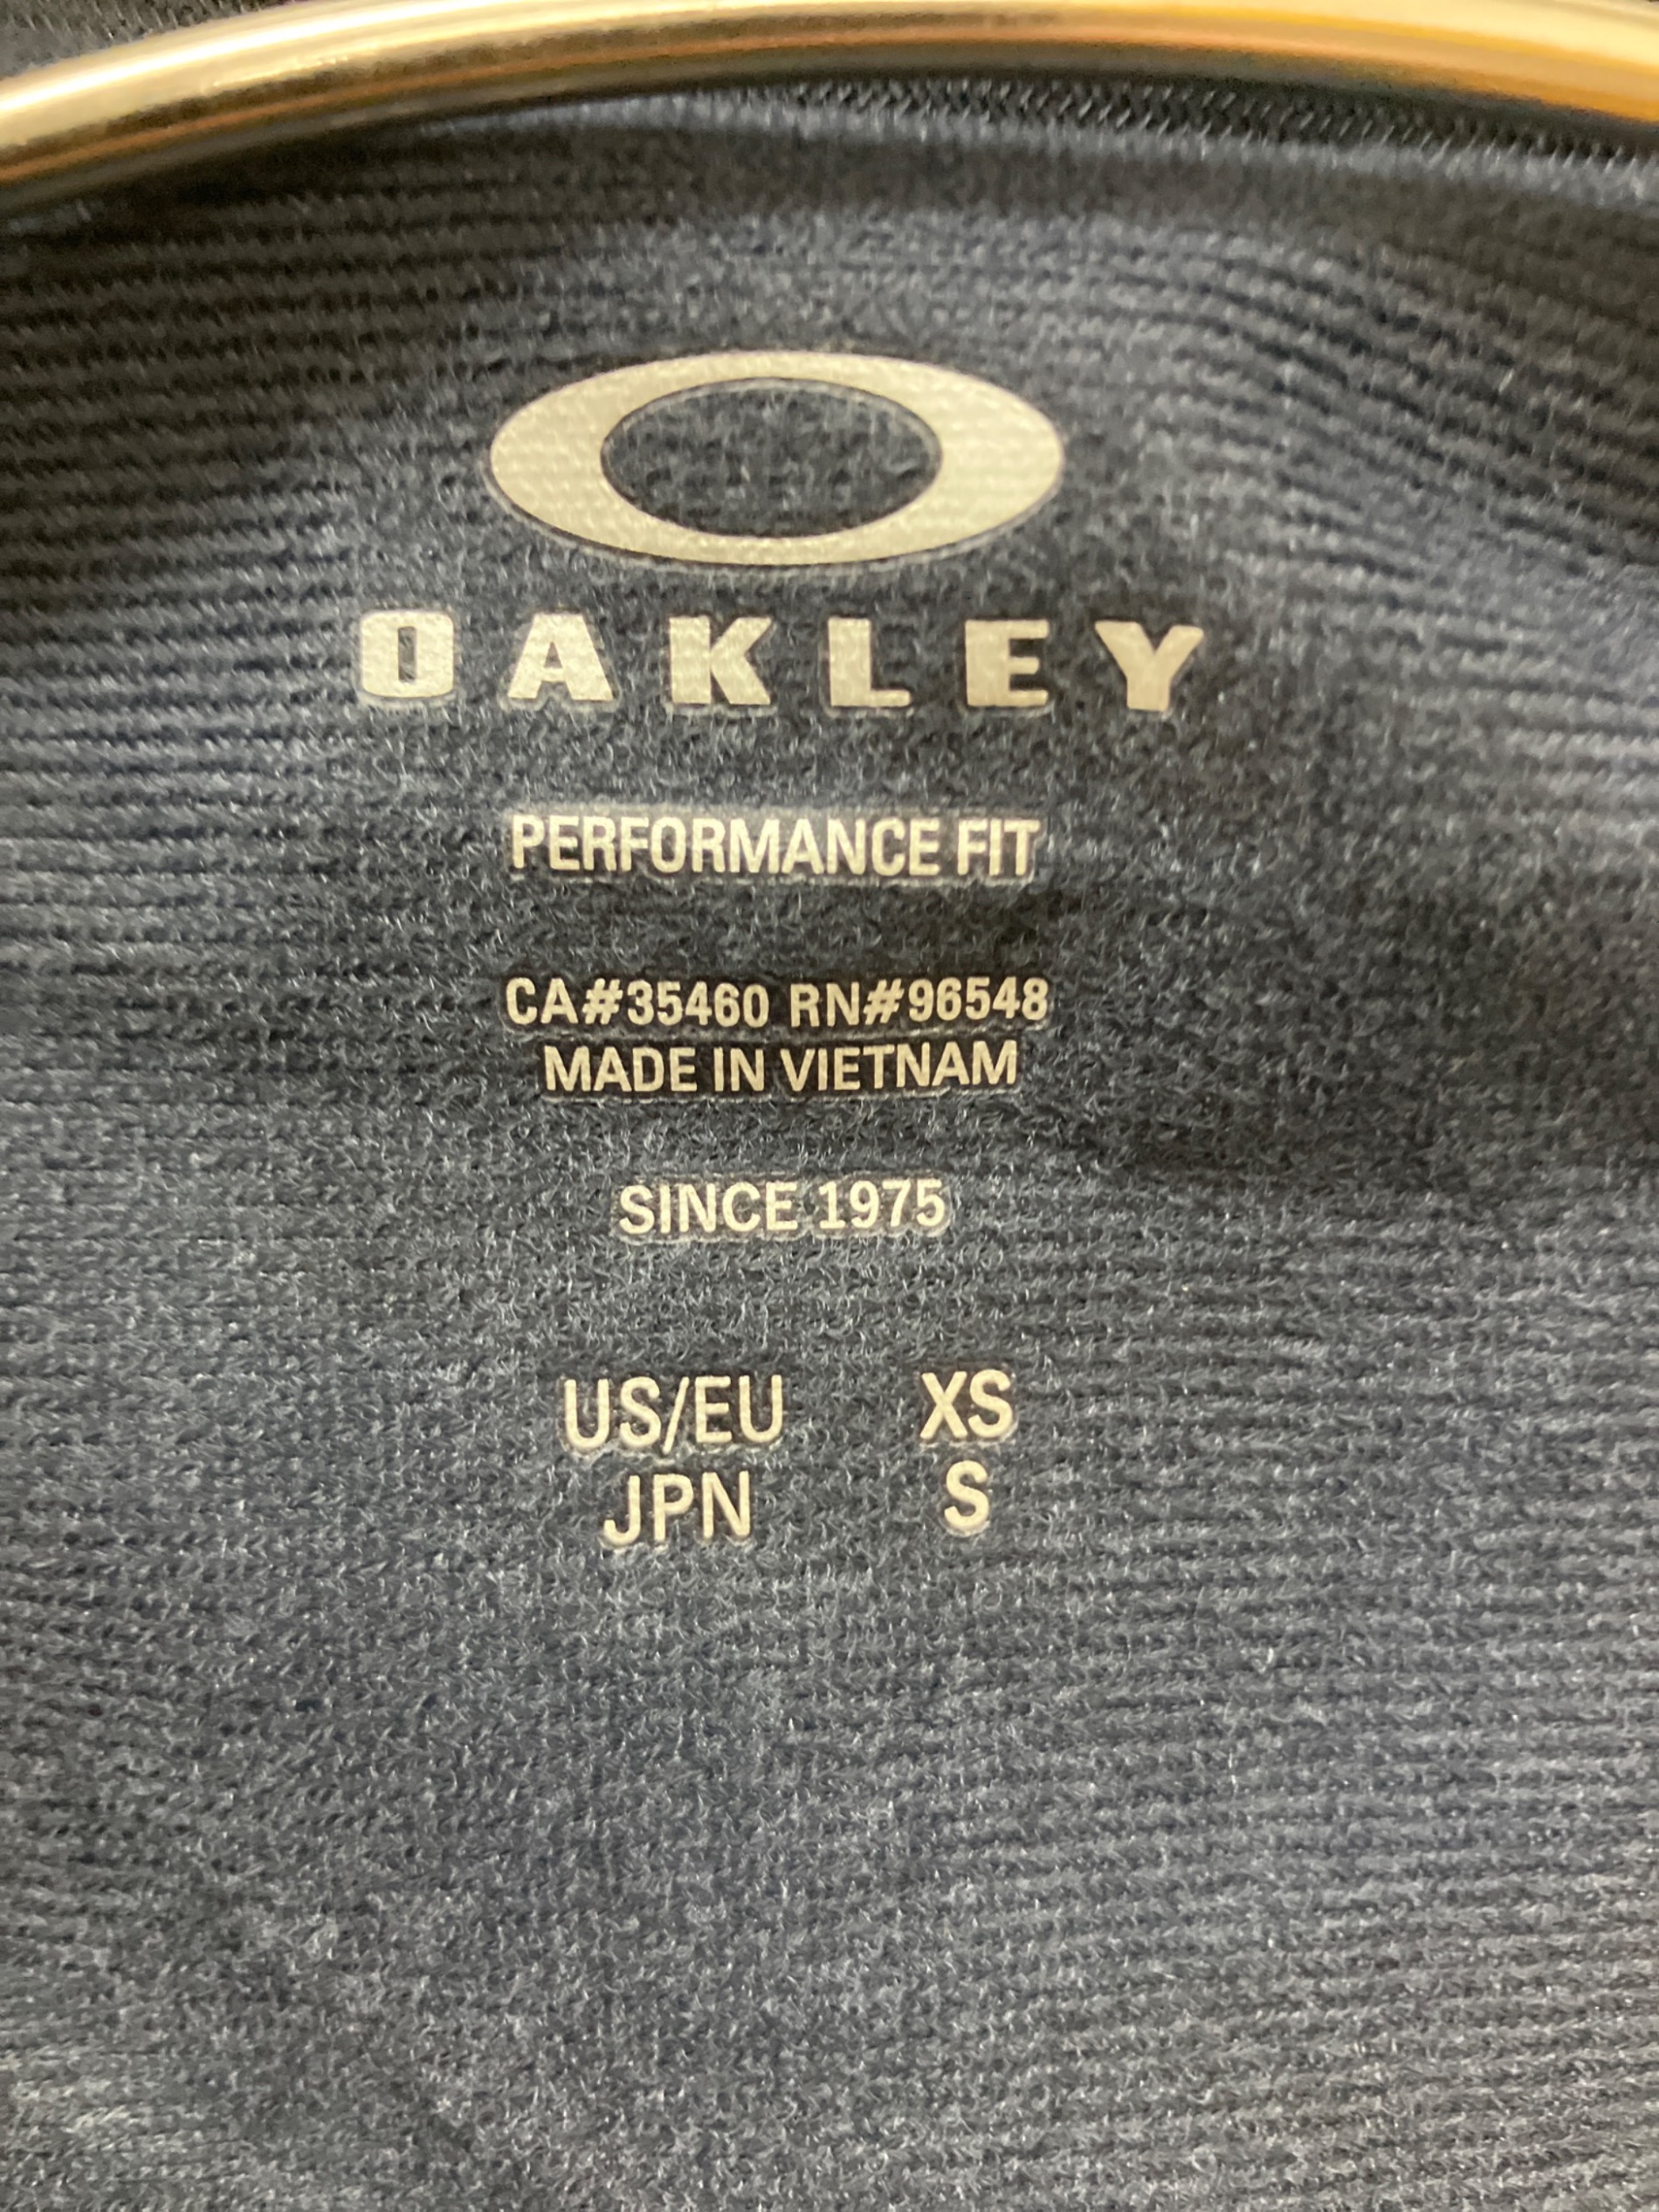 OAKLEY
PERFORMANCE FIT
CA#35460 RN#96548
MADE IN VIETNAM
SINCE 1975
US/EU XS
JPN S